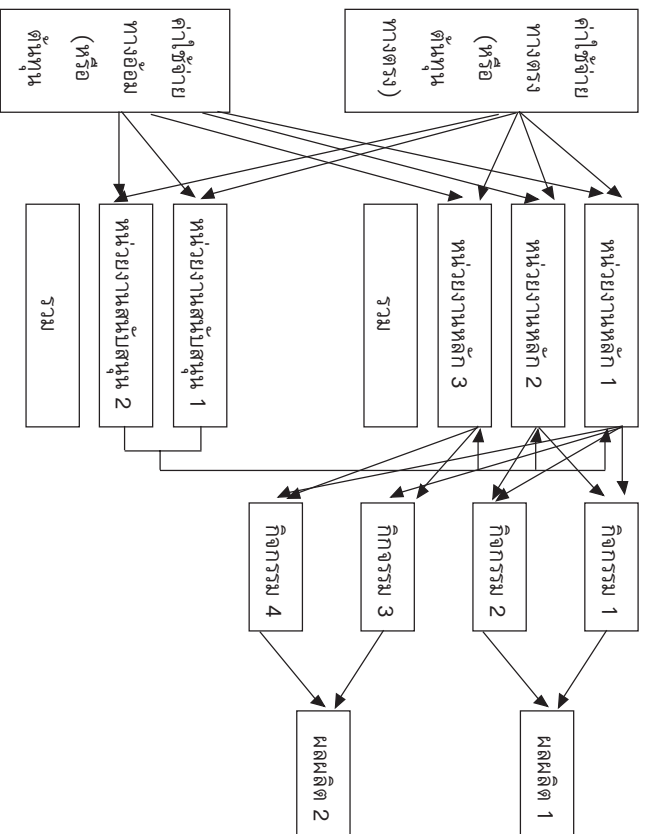 ค่าใช้จ่าย
ทางตรง
(หรือ
ต้นทุน
ทางตรง)
ค่าใช้จ่าย
ทางอ้อม
(หรือ
ต้นทุน
หน่วยงานหลัก 1
หน่วยงานหลัก 2
หน่วยงานหลัก 3
รวม
หน่วยงานสนับสนุน 1
หน่วยงานสนับสนุน 2
รวม
กิจกรรม 1
กิจกรรม 2
กิกจรรม 3
กิจกรรม 4
ผลผลิต 1
ผลผลิต 2